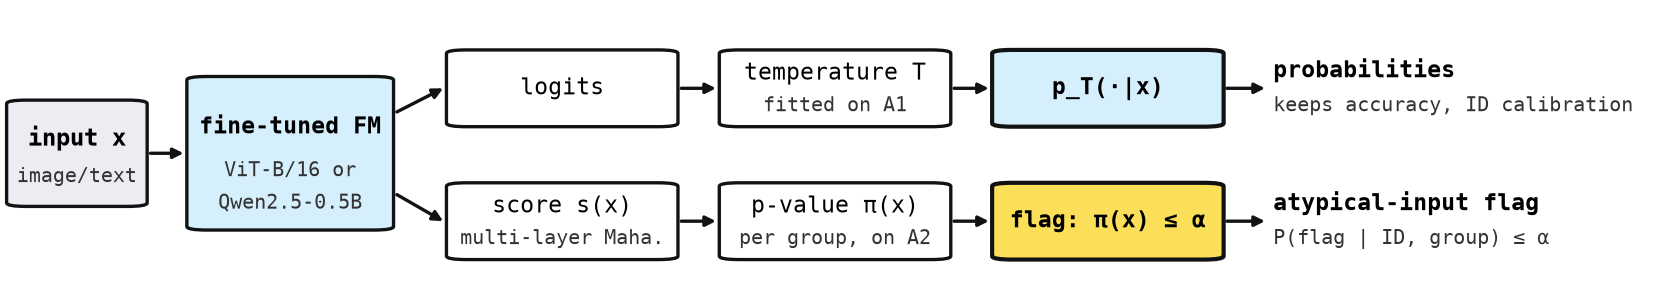 input x
image/text
fine-tuned FM
ViT-B/16 or
Qwen2.5-0.5B
logits
temperature T
fitted on A1
p_T(·|x)
probabilities
keeps accuracy, ID calibration
score s(x)
multi-layer Maha.
p-value π(x)
per group, on A2
flag: π(x) ≤ α
atypical-input flag
P(flag | ID, group) ≤ α